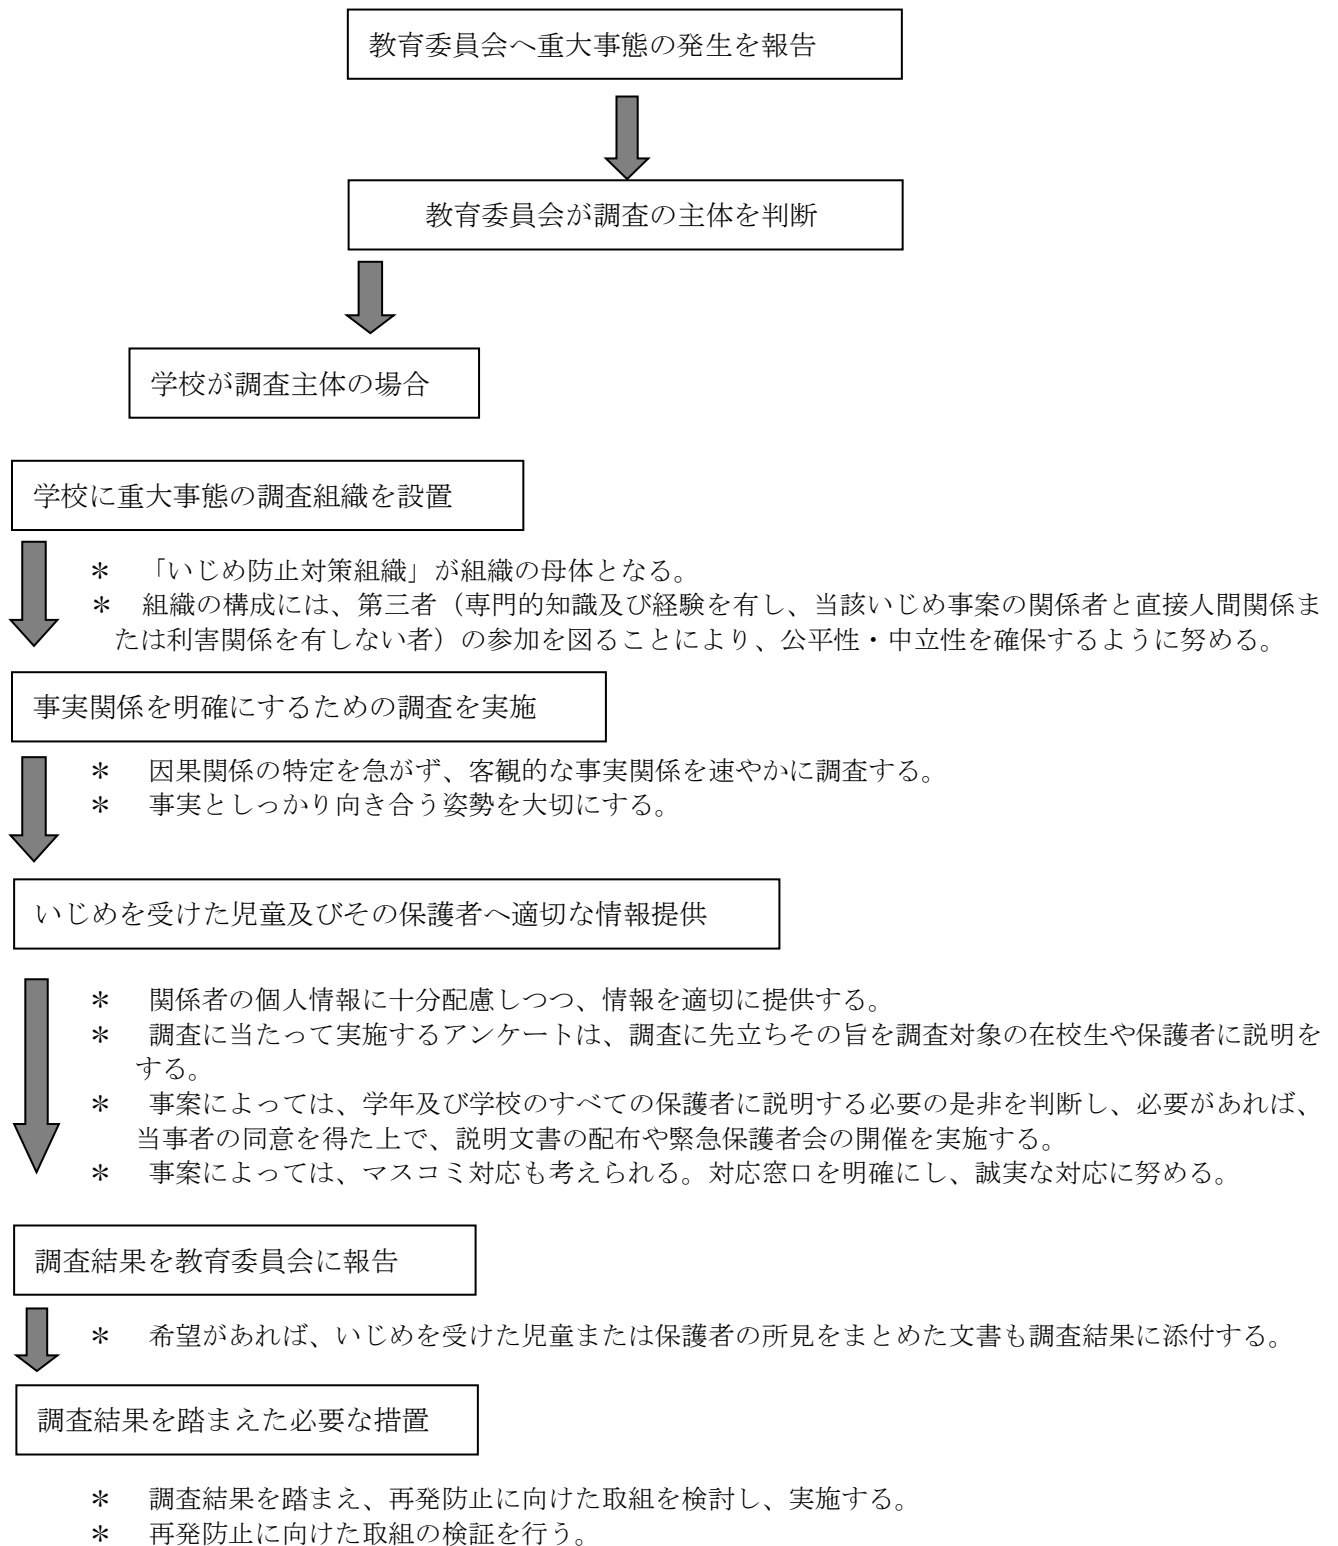 教育委員会へ重大事態の発生を報告
教育委員会が調査の主体を判断
学校が調査主体の場合
学校に重大事態の調査組織を設置
＊　「いじめ防止対策組織」が組織の母体となる。
＊　組織の構成には、第三者（専門的知識及び経験を有し、当該いじめ事案の関係者と直接人間関係ま
たは利害関係を有しない者）の参加を図ることにより、公平性・中立性を確保するように努める。
事実関係を明確にするための調査を実施
＊　因果関係の特定を急がず、客観的な事実関係を速やかに調査する。
＊　事実としっかり向き合う姿勢を大切にする。
いじめを受けた児童及びその保護者へ適切な情報提供
＊　関係者の個人情報に十分配慮しつつ、情報を適切に提供する。
＊　調査に当たって実施するアンケートは、調査に先立ちその旨を調査対象の在校生や保護者に説明を
する。
＊　事案によっては、学年及び学校のすべての保護者に説明する必要の是非を判断し、必要があれば、
当事者の同意を得た上で、説明文書の配布や緊急保護者会の開催を実施する。
＊　事案によっては、マスコミ対応も考えられる。対応窓口を明確にし、誠実な対応に努める。
調査結果を教育委員会に報告
＊　希望があれば、いじめを受けた児童または保護者の所見をまとめた文書も調査結果に添付する。
調査結果を踏まえた必要な措置
＊　調査結果を踏まえ、再発防止に向けた取組を検討し、実施する。
＊　再発防止に向けた取組の検証を行う。